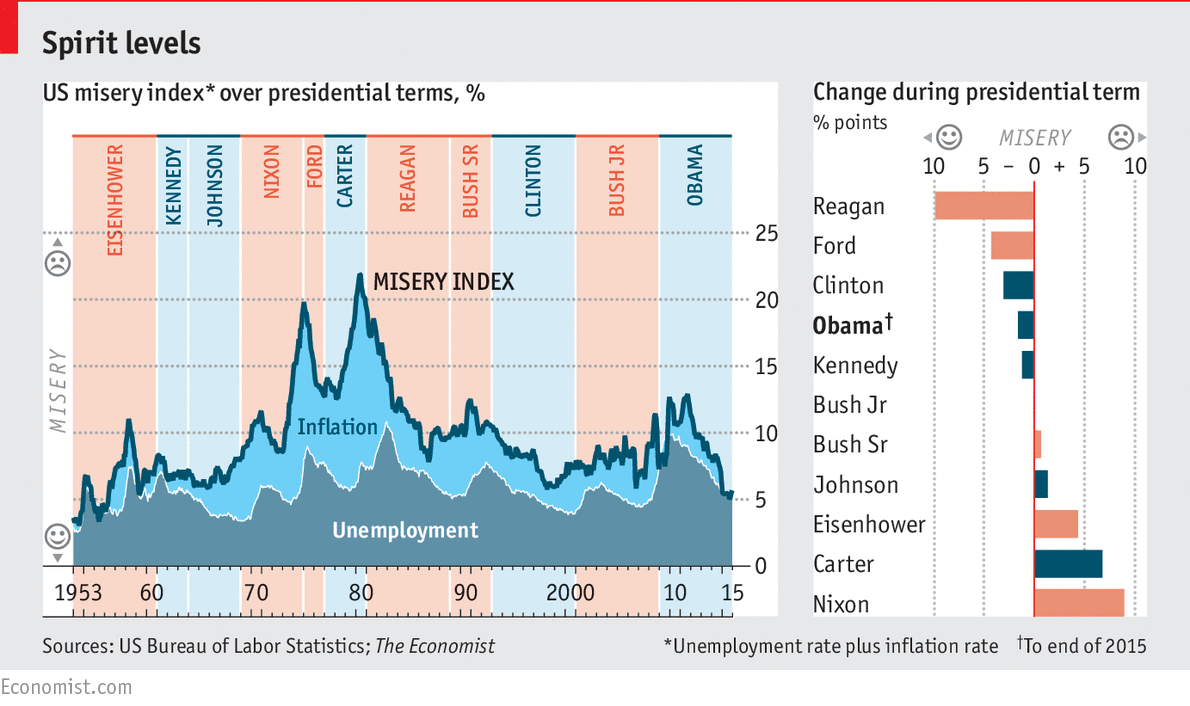 Spirit levels
US misery index* over presidential terms, %
EISENHOWER
KENNEDY
JOHNSON
NIXON
FORD
CARTER
REAGAN
BUSH SR
CLINTON
BUSH JR
OBAMA
25
20
15
10
5
0
MISERY
MISERY INDEX
Inflation
Unemployment
1953 60 70 80 90 2000 10 15
Change during presidential term
% points
MISERY
10 5 – 0 + 5 10
Reagan
Ford
Clinton
Obama†
Kennedy
Bush Jr
Bush Sr
Johnson
Eisenhower
Carter
Nixon
Sources: US Bureau of Labor Statistics; The Economist
*Unemployment rate plus inflation rate †To end of 2015
Economist.com